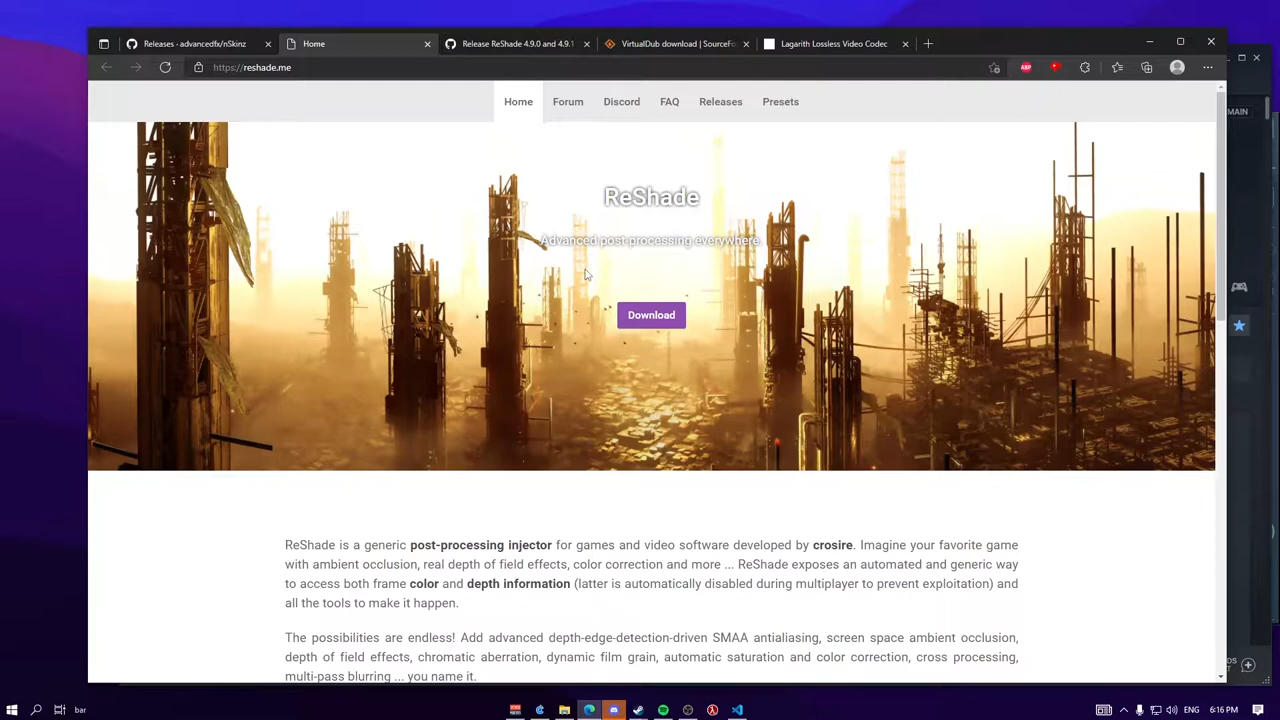 Releases · advancedfx/nSkinz
Home
Release ReShade 4.9.0 and 4.9.1
VirtualDub download | SourceFo
Lagarith Lossless Video Codec
https://reshade.me
ABP
Home
Forum
Discord
FAQ
Releases
Presets
MAIN
ReShade
Advanced post-processing everywhere.
Download
ReShade is a generic post-processing injector for games and video software developed by crosire. Imagine your favorite game
with ambient occlusion, real depth of field effects, color correction and more ... ReShade exposes an automated and generic way
to access both frame color and depth information (latter is automatically disabled during multiplayer to prevent exploitation) and
all the tools to make it happen.
The possibilities are endless! Add advanced depth-edge-detection-driven SMAA antialiasing, screen space ambient occlusion,
depth of field effects, chromatic aberration, dynamic film grain, automatic saturation and color correction, cross processing,
multi-pass blurring ... you name it.
bar
ENG
6:16 PM